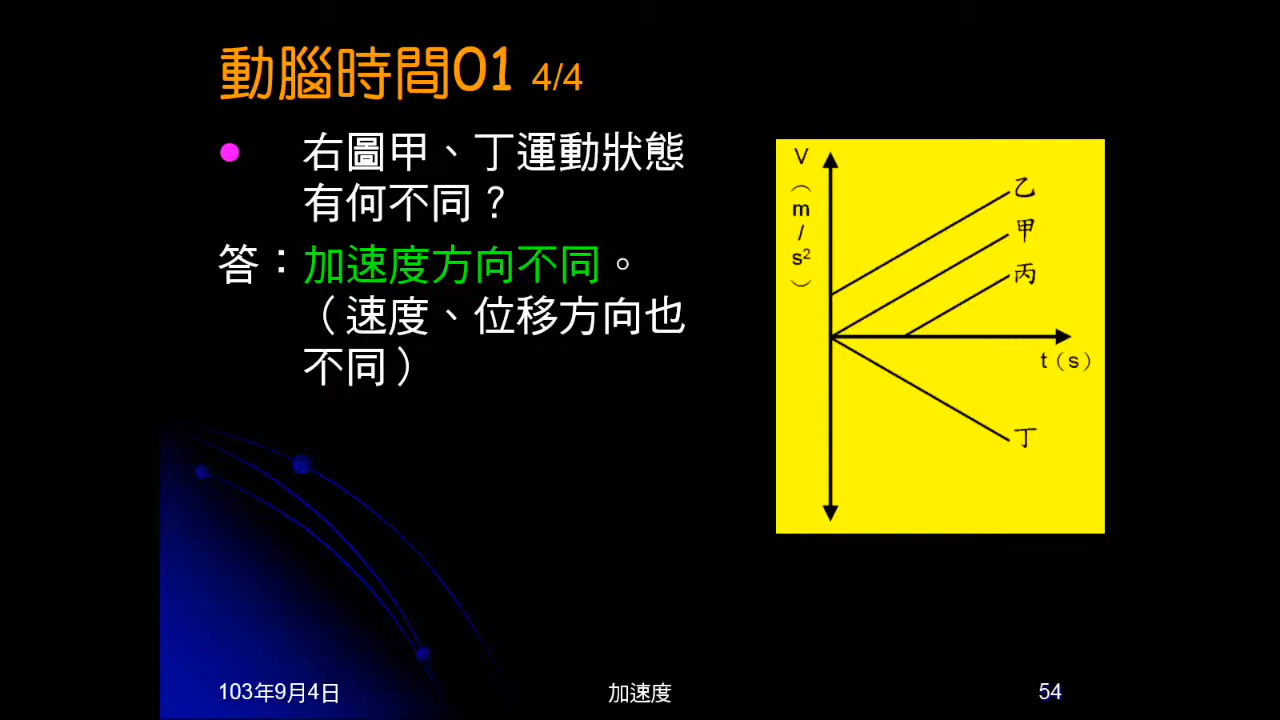 動腦時間01 4/4
● 右圖甲、丁運動狀態
有何不同？
答：加速度方向不同。
（速度、位移方向也
不同）
V
（
m
/
s²
）
乙
甲
丙
t（s）
丁
103年9月4日
加速度
54